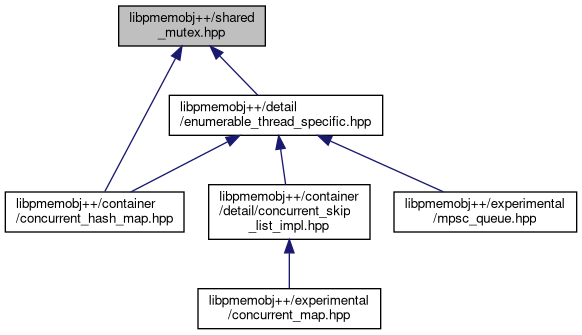 libpmemobj++/shared
_mutex.hpp
libpmemobj++/detail
/enumerable_thread_specific.hpp
libpmemobj++/container
/concurrent_hash_map.hpp
libpmemobj++/container
/detail/concurrent_skip
_list_impl.hpp
libpmemobj++/experimental
/mpsc_queue.hpp
libpmemobj++/experimental
/concurrent_map.hpp